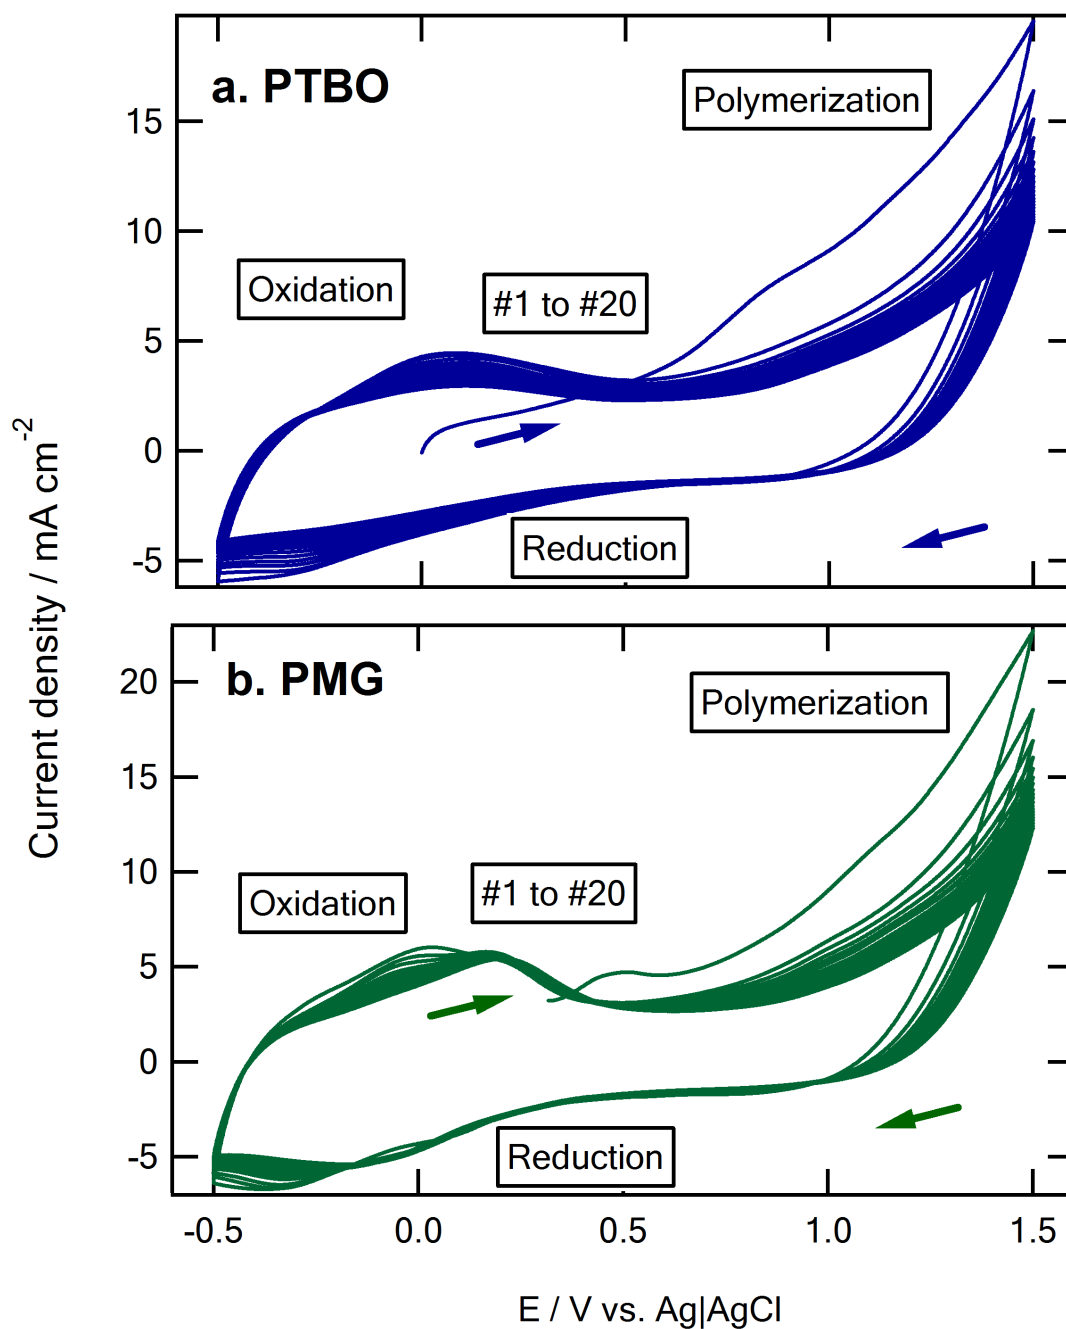 a. PTBO
Polymerization
15
10
Oxidation
#1 to #20
5
0
Reduction
-5
Current density / mA cm-2
b. PMG
Polymerization
20
15
10
Oxidation
#1 to #20
5
0
Reduction
-5
-0.5 0.0 0.5 1.0 1.5
E / V vs. Ag|AgCl